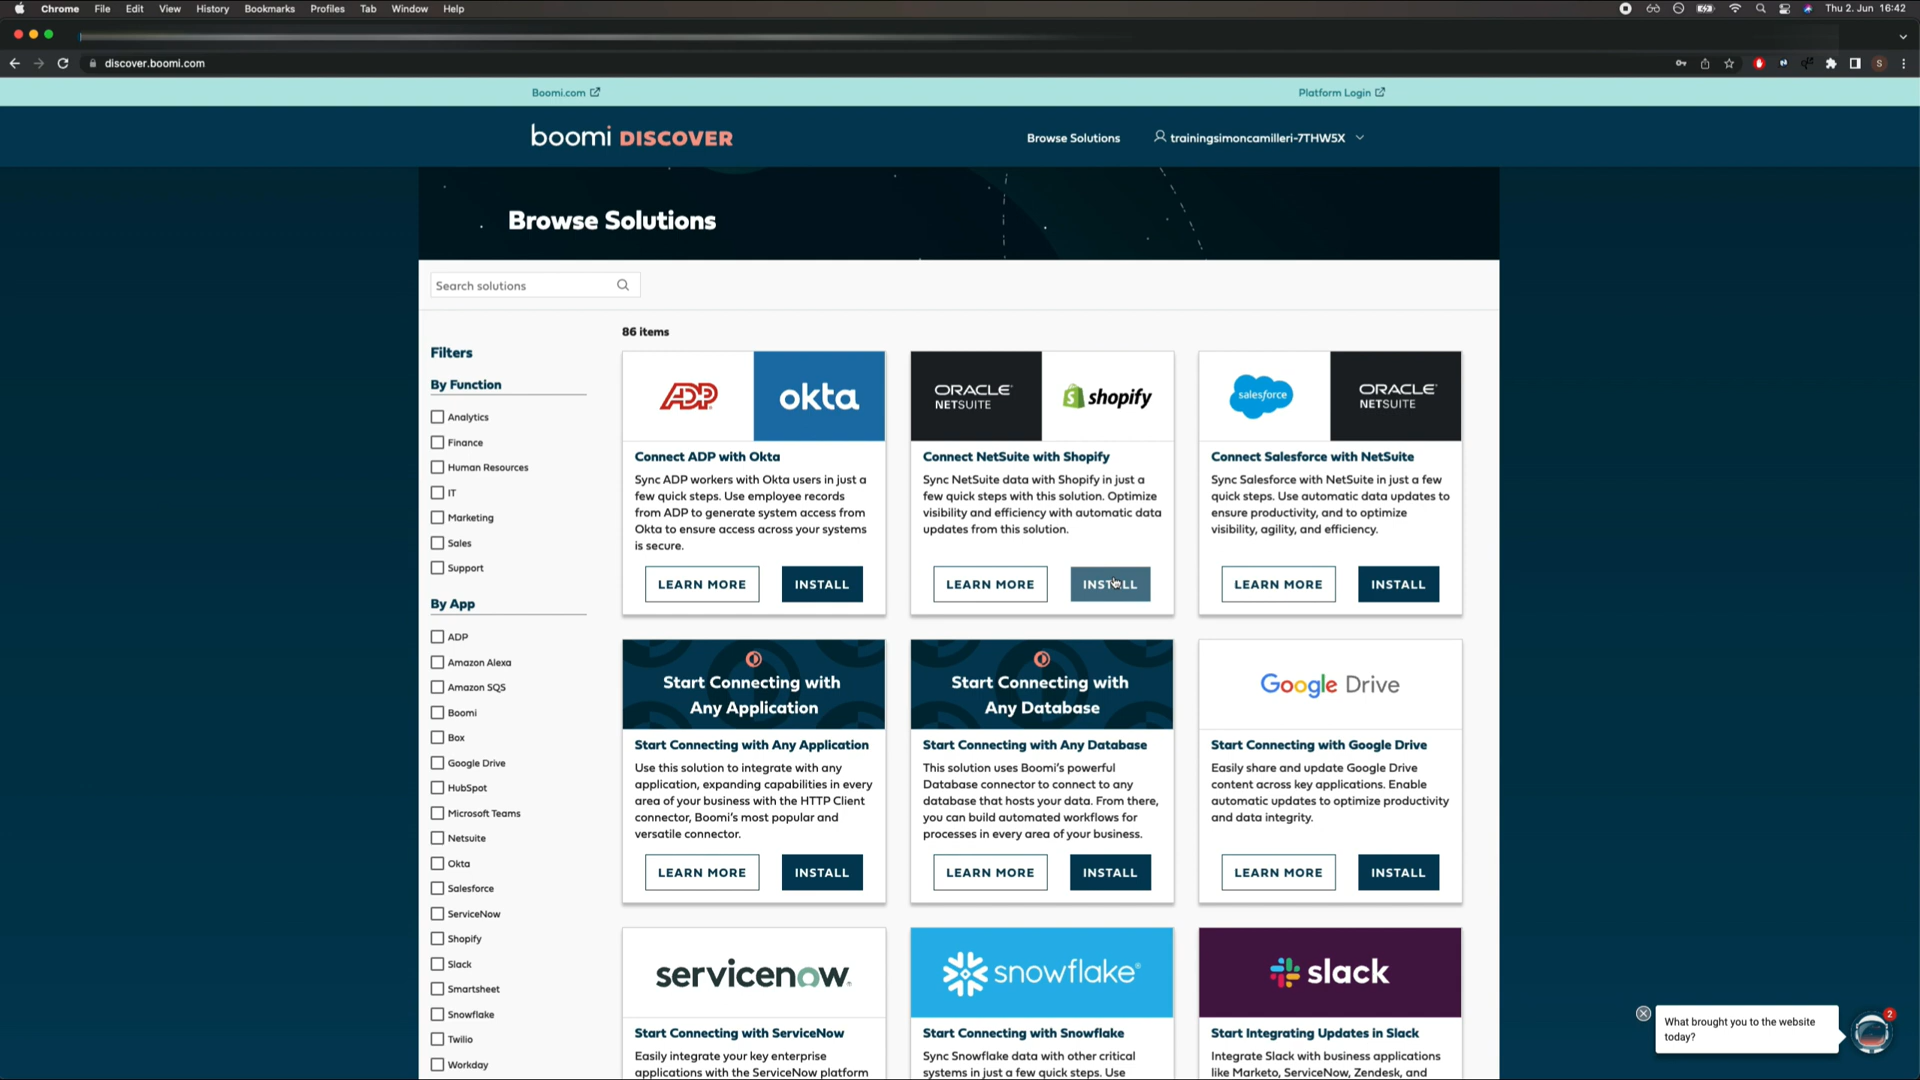 Chrome File Edit View History Bookmarks Profiles Tab Window Help
Thu 2. Jun 16:42
discover.boomi.com
S
Boomi.com
Platform Login
boomi DISCOVER
Browse Solutions
trainingsimoncamilleri-7THW5X
Browse Solutions
Search solutions
86 items
Filters
By Function
Analytics
Finance
Human Resources
IT
Marketing
Sales
Support
By App
ADP
Amazon Alexa
Amazon SQS
Boomi
Box
Google Drive
HubSpot
Microsoft Teams
Netsuite
Okta
Salesforce
ServiceNow
Shopify
Slack
Smartsheet
Snowflake
Twilio
Workday
ADP
okta
Connect ADP with Okta
Sync ADP workers with Okta users in just a
few quick steps. Use employee records
from ADP to generate system access from
Okta to ensure access across your systems
is secure.
LEARN MORE
INSTALL
ORACLE
NETSUITE
shopify
Connect NetSuite with Shopify
Sync NetSuite data with Shopify in just a
few quick steps with this solution. Optimize
visibility and efficiency with automatic data
updates from this solution.
LEARN MORE
INSTALL
salesforce
ORACLE
NETSUITE
Connect Salesforce with NetSuite
Sync Salesforce with NetSuite in just a few
quick steps. Use automatic data updates to
ensure productivity, and to optimize
visibility, agility, and efficiency.
LEARN MORE
INSTALL
Start Connecting with
Any Application
Start Connecting with Any Application
Use this solution to integrate with any
application, expanding capabilities in every
area of your business with the HTTP Client
connector, Boomi's most popular and
versatile connector.
LEARN MORE
INSTALL
Start Connecting with
Any Database
Start Connecting with Any Database
This solution uses Boomi's powerful
Database connector to connect to any
database that hosts your data. From there,
you can build automated workflows for
processes in every area of your business.
LEARN MORE
INSTALL
Google Drive
Start Connecting with Google Drive
Easily share and update Google Drive
content across key applications. Enable
automatic updates to optimize productivity
and data integrity.
LEARN MORE
INSTALL
servicenow
Start Connecting with ServiceNow
Easily integrate your key enterprise
applications with the ServiceNow platform
snowflake
Start Connecting with Snowflake
Sync Snowflake data with other critical
systems in just a few quick steps. Use
slack
Start Integrating Updates in Slack
Integrate Slack with business applications
like Marketo, ServiceNow, Zendesk, and
What brought you to the website
today?
2